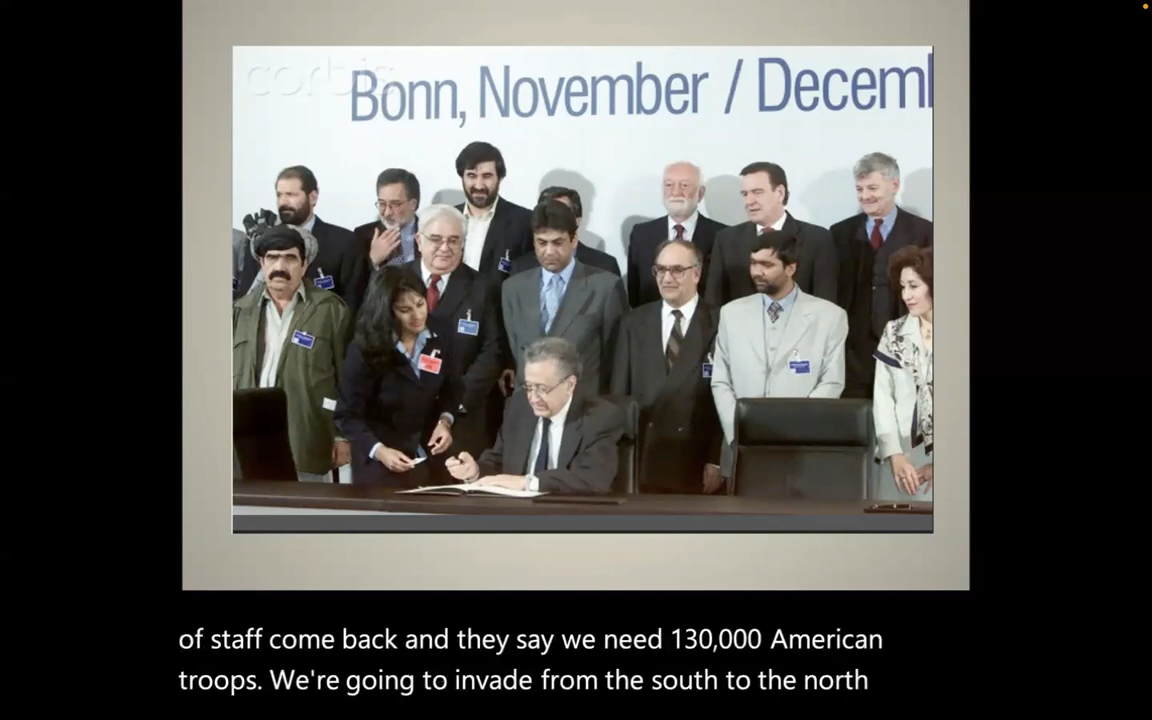 corbis
Bonn, November / Decem
of staff come back and they say we need 130,000 American
troops. We're going to invade from the south to the north